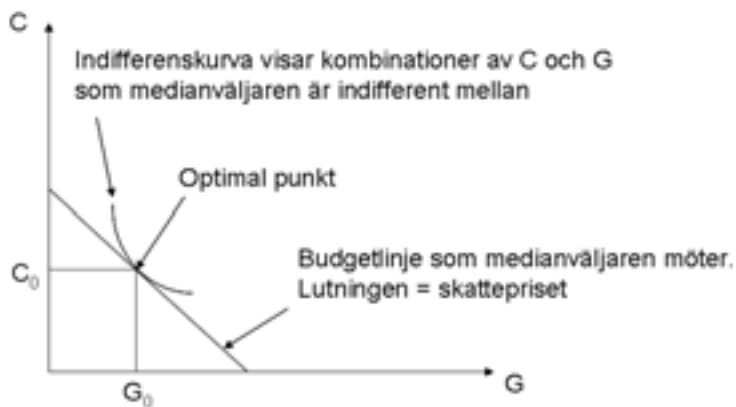 C
Indifferenskurva visar kombinationer av C och G
som medianväljaren är indifferent mellan
Optimal punkt
Budgetlinje som medianväljaren möter.
Lutningen = skattepriset
C₀
G₀
G